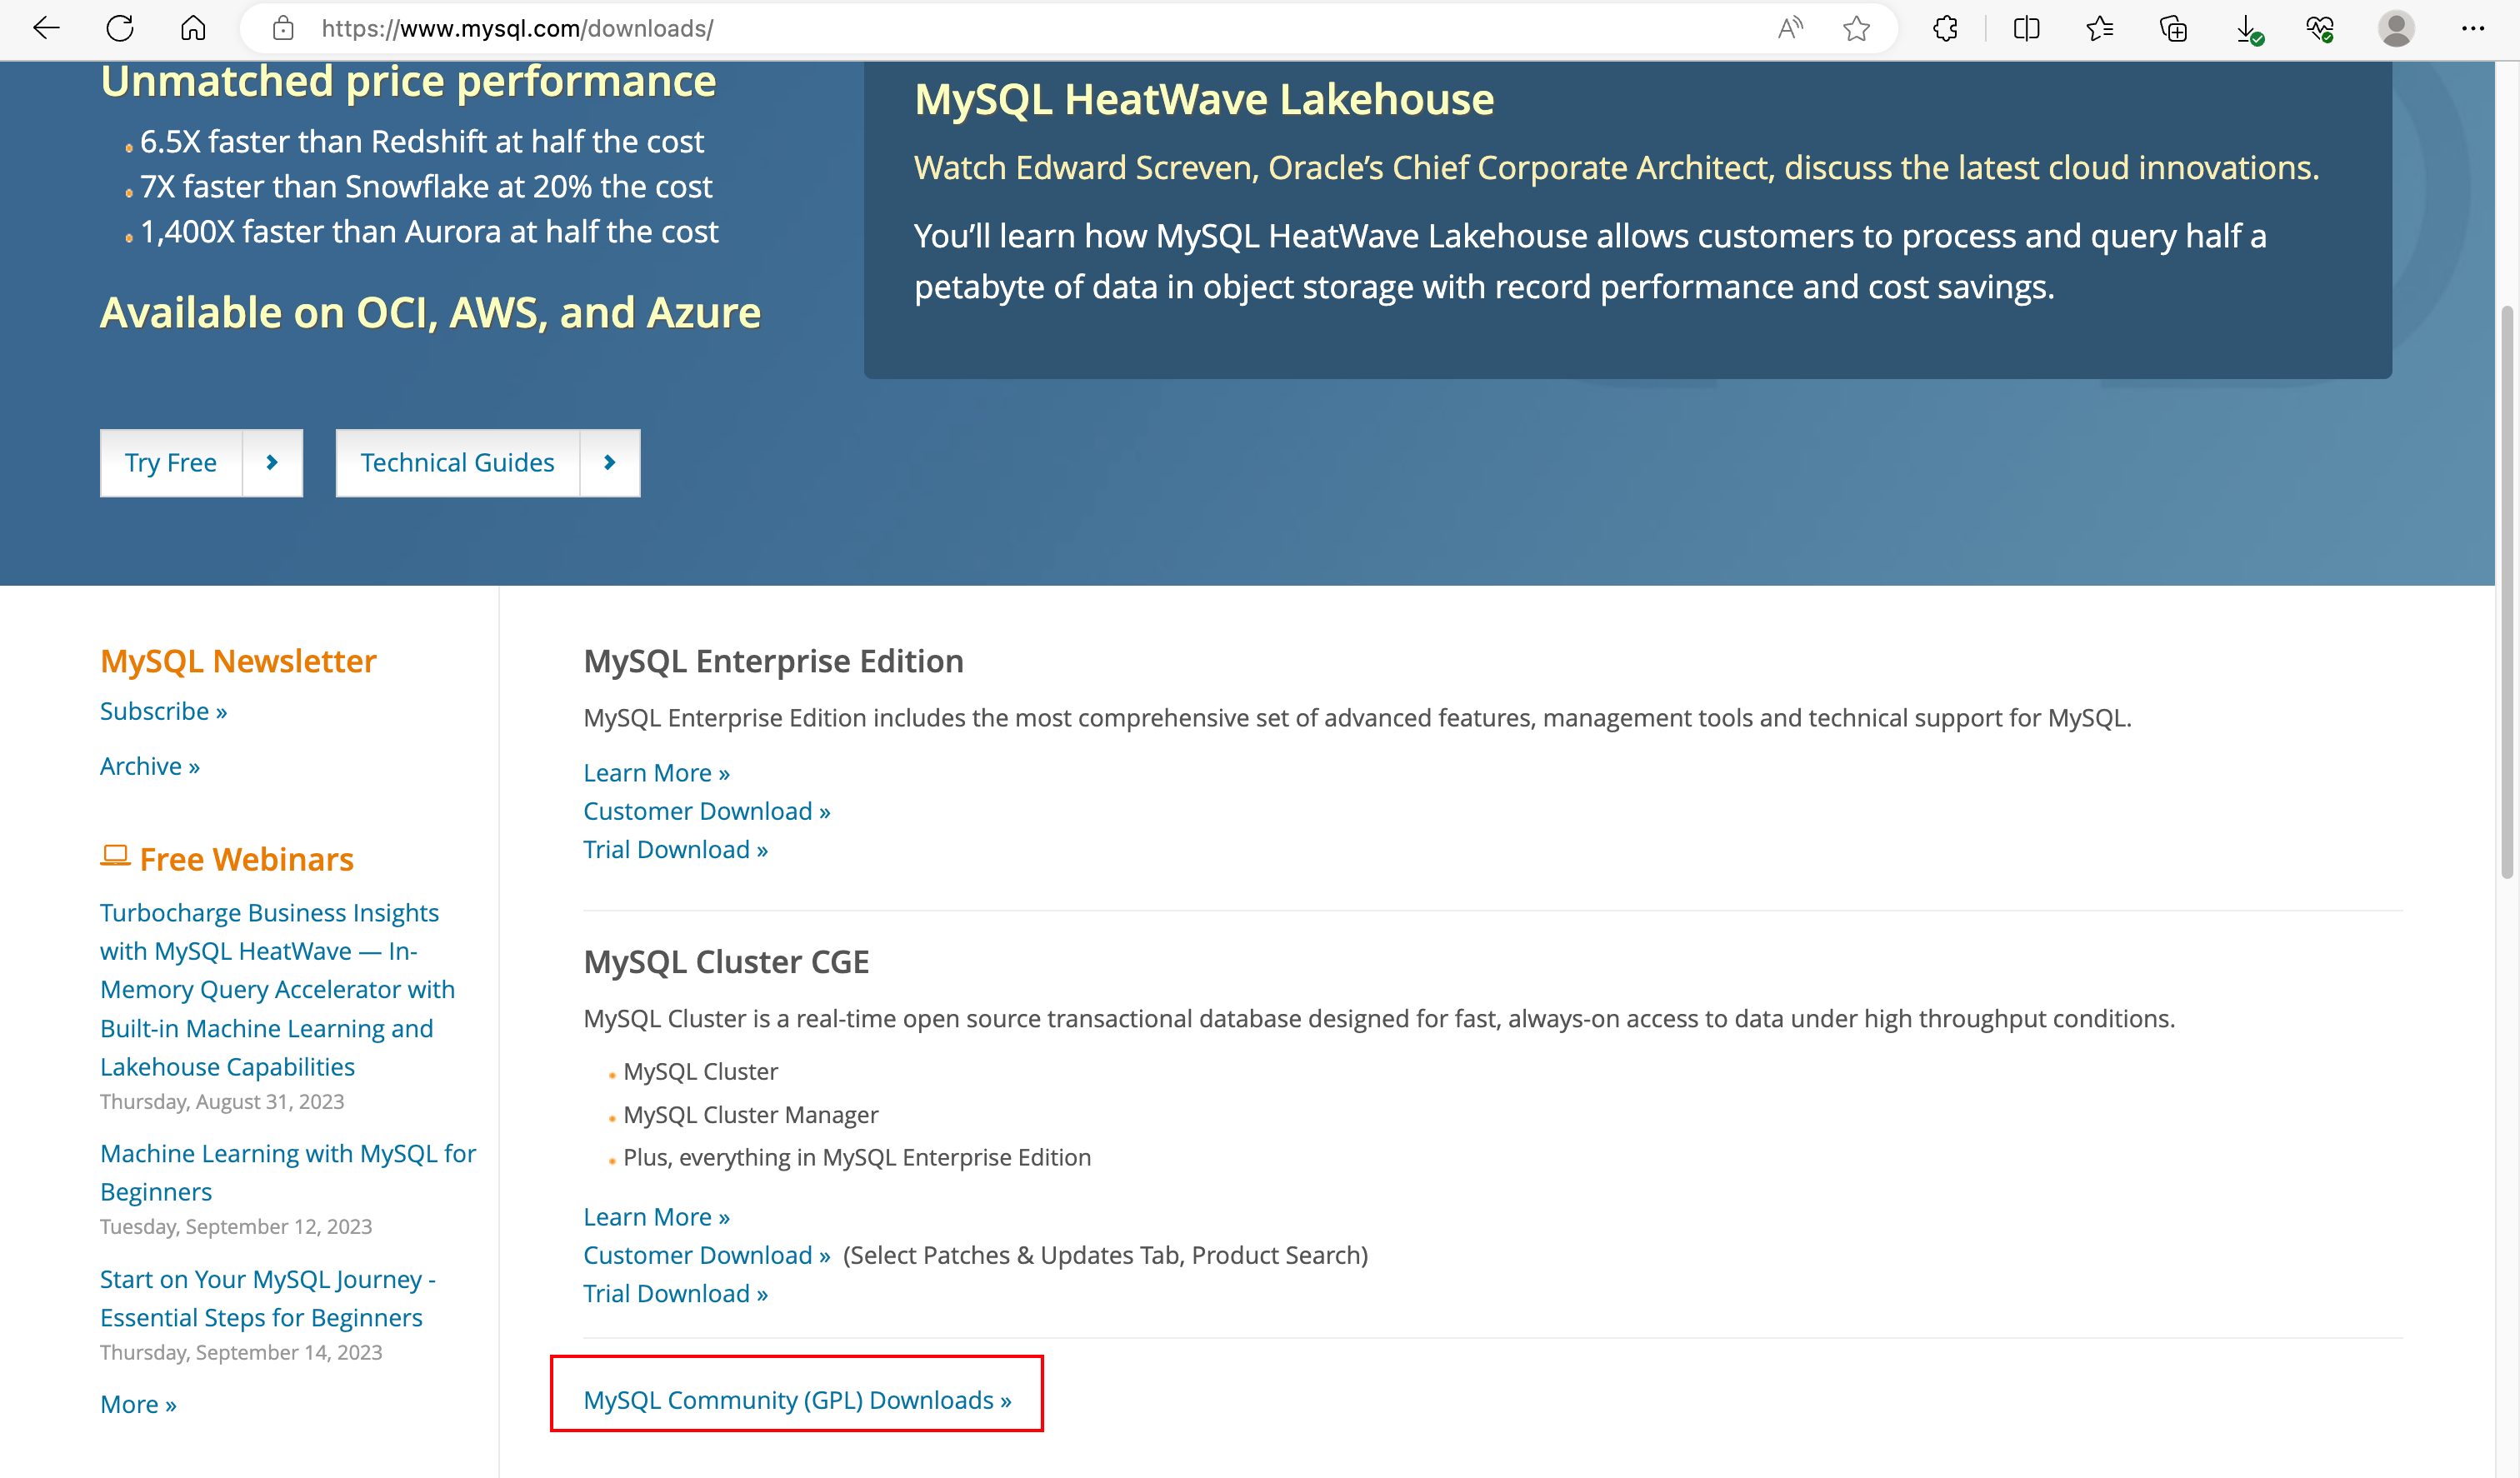 https://www.mysql.com/downloads/
Unmatched price performance
6.5X faster than Redshift at half the cost
7X faster than Snowflake at 20% the cost
1,400X faster than Aurora at half the cost
Available on OCI, AWS, and Azure
Try Free
Technical Guides
MySQL HeatWave Lakehouse
Watch Edward Screven, Oracle’s Chief Corporate Architect, discuss the latest cloud innovations.
You’ll learn how MySQL HeatWave Lakehouse allows customers to process and query half a
petabyte of data in object storage with record performance and cost savings.
MySQL Newsletter
Subscribe »
Archive »
Free Webinars
Turbocharge Business Insights
with MySQL HeatWave — In-
Memory Query Accelerator with
Built-in Machine Learning and
Lakehouse Capabilities
Thursday, August 31, 2023
Machine Learning with MySQL for
Beginners
Tuesday, September 12, 2023
Start on Your MySQL Journey -
Essential Steps for Beginners
Thursday, September 14, 2023
More »
MySQL Enterprise Edition
MySQL Enterprise Edition includes the most comprehensive set of advanced features, management tools and technical support for MySQL.
Learn More »
Customer Download »
Trial Download »
MySQL Cluster CGE
MySQL Cluster is a real-time open source transactional database designed for fast, always-on access to data under high throughput conditions.
MySQL Cluster
MySQL Cluster Manager
Plus, everything in MySQL Enterprise Edition
Learn More »
Customer Download » (Select Patches & Updates Tab, Product Search)
Trial Download »
MySQL Community (GPL) Downloads »